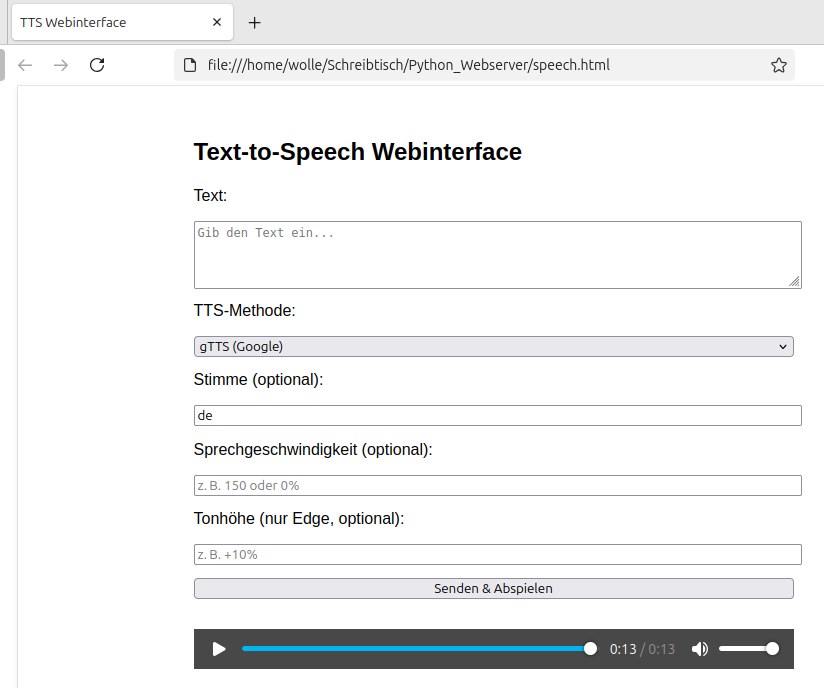 TTS Webinterface
file:///home/wolle/Schreibtisch/Python_Webserver/speech.html
Text-to-Speech Webinterface
Text:
Gib den Text ein...
TTS-Methode:
gTTS (Google)
Stimme (optional):
de
Sprechgeschwindigkeit (optional):
z. B. 150 oder 0%
Tonhöhe (nur Edge, optional):
z. B. +10%
Senden & Abspielen
0:13 / 0:13